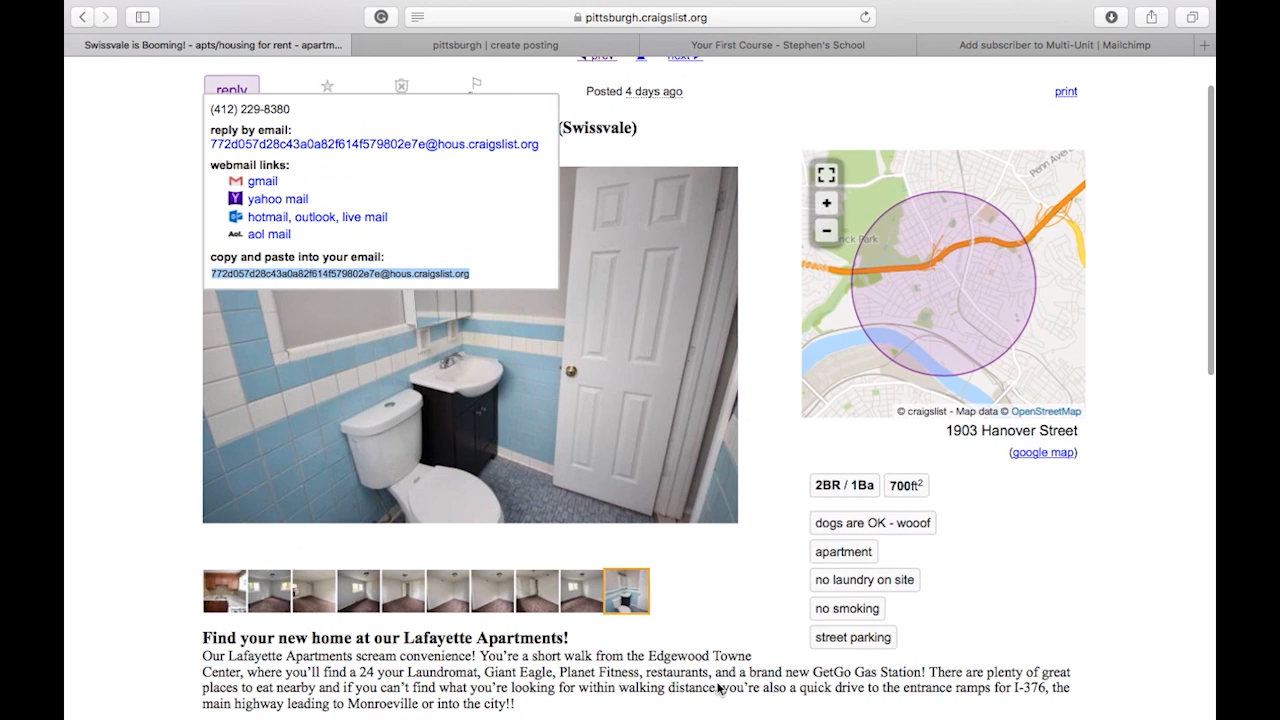 pittsburgh.craigslist.org
Swissvale is Booming! - apts/housing for rent - apartm...
pittsburgh | create posting
Your First Course - Stephen's School
Add subscriber to Multi-Unit | Mailchimp
prev
next
reply
Posted 4 days ago
print
(412) 229-8380
reply by email:
772d057d28c43a0a82f614f579802e7e@hous.craigslist.org
webmail links:
gmail
yahoo mail
hotmail, outlook, live mail
Aol. aol mail
copy and paste into your email:
772d057d28c43a0a82f614f579802e7e@hous.craigslist.org
(Swissvale)
Penn Aven
rick Park
+
-
© craigslist - Map data © OpenStreetMap
1903 Hanover Street
(google map)
2BR / 1Ba
700ft²
dogs are OK - wooof
apartment
no laundry on site
no smoking
street parking
Find your new home at our Lafayette Apartments!
Our Lafayette Apartments scream convenience! You're a short walk from the Edgewood Towne
Center, where you'll find a 24 your Laundromat, Giant Eagle, Planet Fitness, restaurants, and a brand new GetGo Gas Station! There are plenty of great
places to eat nearby and if you can't find what you're looking for within walking distance, you're also a quick drive to the entrance ramps for I-376, the
main highway leading to Monroeville or into the city!!